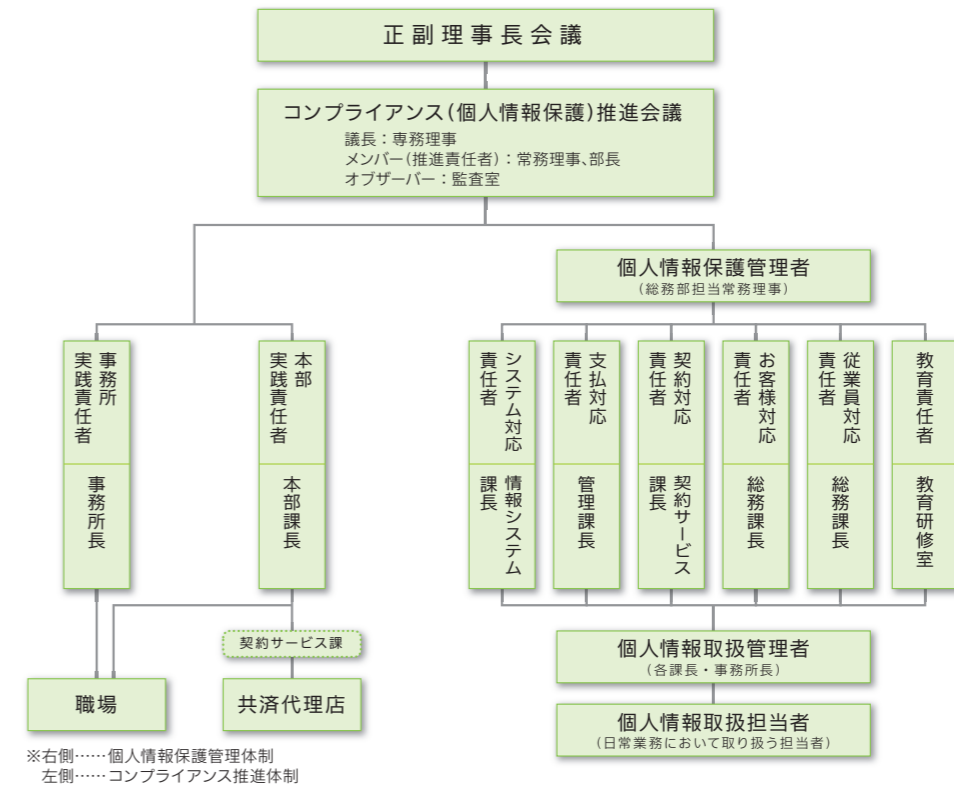 正副理事長会議
コンプライアンス(個人情報保護)推進会議
議長：専務理事
メンバー(推進責任者)：常務理事、部長
オブザーバー：監査室
個人情報保護管理者
(総務部担当常務理事)
事務所
実践責任者
事務所長
本部
実践責任者
本部課長
システム対応
責任者
情報システム
課長
支払対応
責任者
管理課長
契約対応
責任者
契約サービス
課長
お客様対応
責任者
総務課長
従業員対応
責任者
総務課長
教育責任者
教育研修室
契約サービス課
職場
共済代理店
個人情報取扱管理者
(各課長・事務所長)
個人情報取扱担当者
(日常業務において取り扱う担当者)
※右側……個人情報保護管理体制
左側……コンプライアンス推進体制